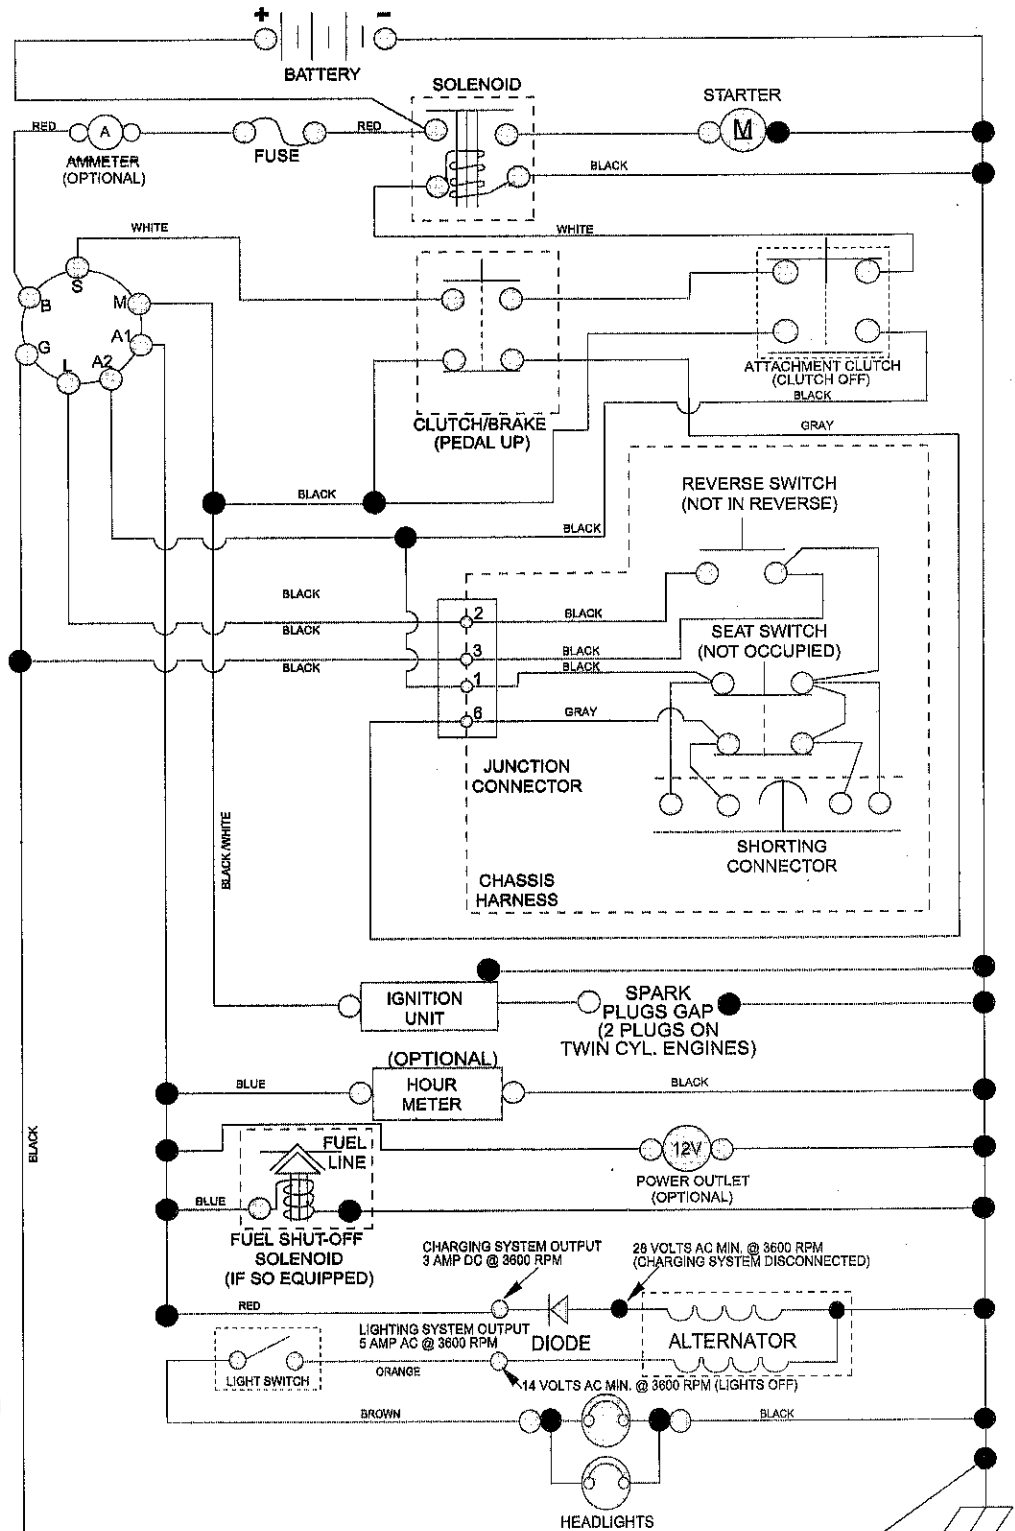 + −
BATTERY
SOLENOID
STARTER
RED
A
RED
M
FUSE
AMMETER
(OPTIONAL)
BLACK
WHITE
WHITE
S
B
M
A1
G
A2
L
ATTACHMENT CLUTCH
(CLUTCH OFF)
BLACK
CLUTCH/BRAKE
(PEDAL UP)
GRAY
REVERSE SWITCH
(NOT IN REVERSE)
BLACK
BLACK
BLACK
2
BLACK
BLACK
SEAT SWITCH
(NOT OCCUPIED)
3
BLACK
BLACK
BLACK
1
6
GRAY
JUNCTION
CONNECTOR
SHORTING
CONNECTOR
BLACK/WHITE
CHASSIS
HARNESS
IGNITION
UNIT
SPARK
PLUGS GAP
(2 PLUGS ON
TWIN CYL. ENGINES)
(OPTIONAL)
BLUE
HOUR
METER
BLACK
BLACK
FUEL
LINE
12V
POWER OUTLET
(OPTIONAL)
BLUE
FUEL SHUT-OFF
SOLENOID
(IF SO EQUIPPED)
CHARGING SYSTEM OUTPUT
3 AMP DC @ 3600 RPM
28 VOLTS AC MIN. @ 3600 RPM
(CHARGING SYSTEM DISCONNECTED)
RED
LIGHTING SYSTEM OUTPUT
5 AMP AC @ 3600 RPM
DIODE
ALTERNATOR
LIGHT SWITCH
ORANGE
14 VOLTS AC MIN. @ 3600 RPM (LIGHTS OFF)
BROWN
BLACK
HEADLIGHTS